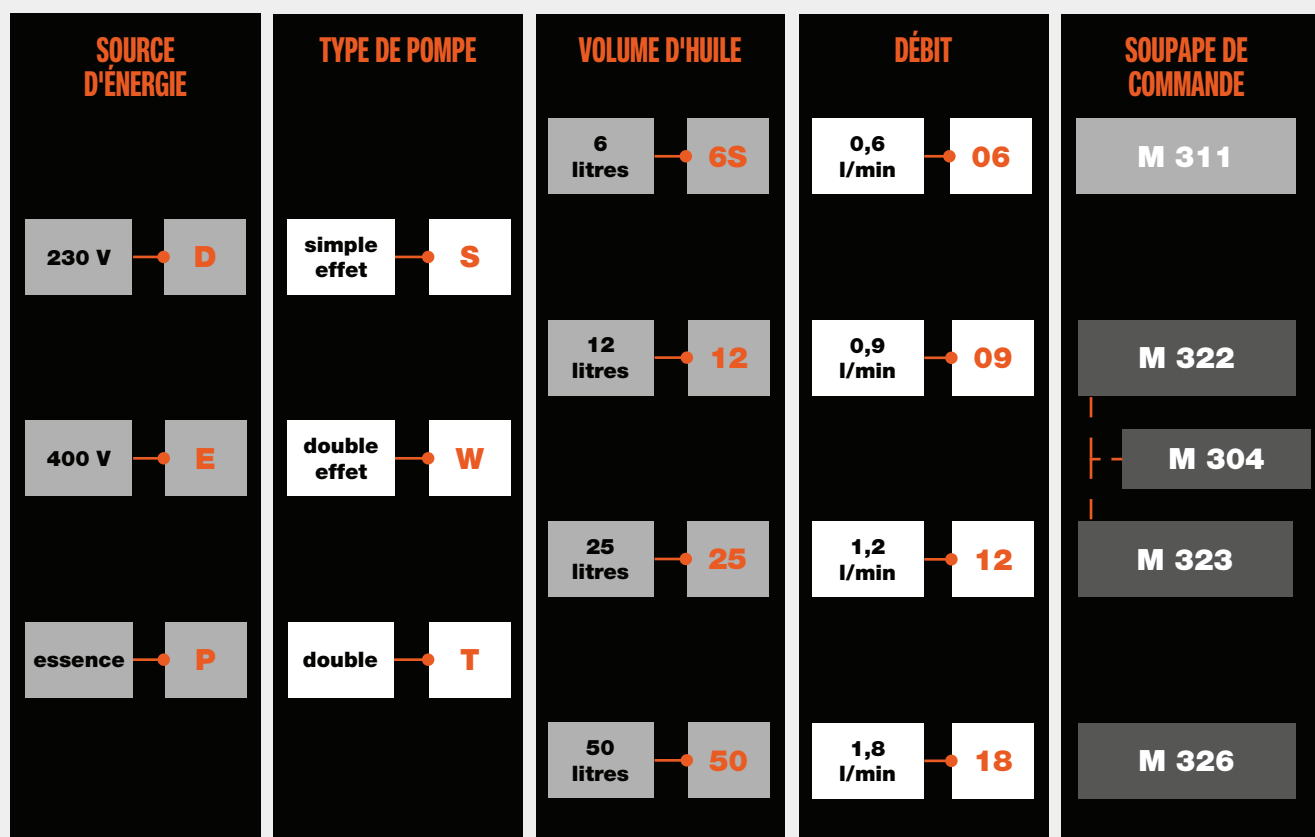 SOURCE
D'ÉNERGIE
230 V
D
400 V
E
essence
P
TYPE DE POMPE
simple
effet
S
double
effet
W
double
T
VOLUME D'HUILE
6
litres
6S
12
litres
12
25
litres
25
50
litres
50
DÉBIT
0,6
l/min
06
0,9
l/min
09
1,2
l/min
12
1,8
l/min
18
SOUPAPE DE
COMMANDE
M 311
M 322
M 304
M 323
M 326